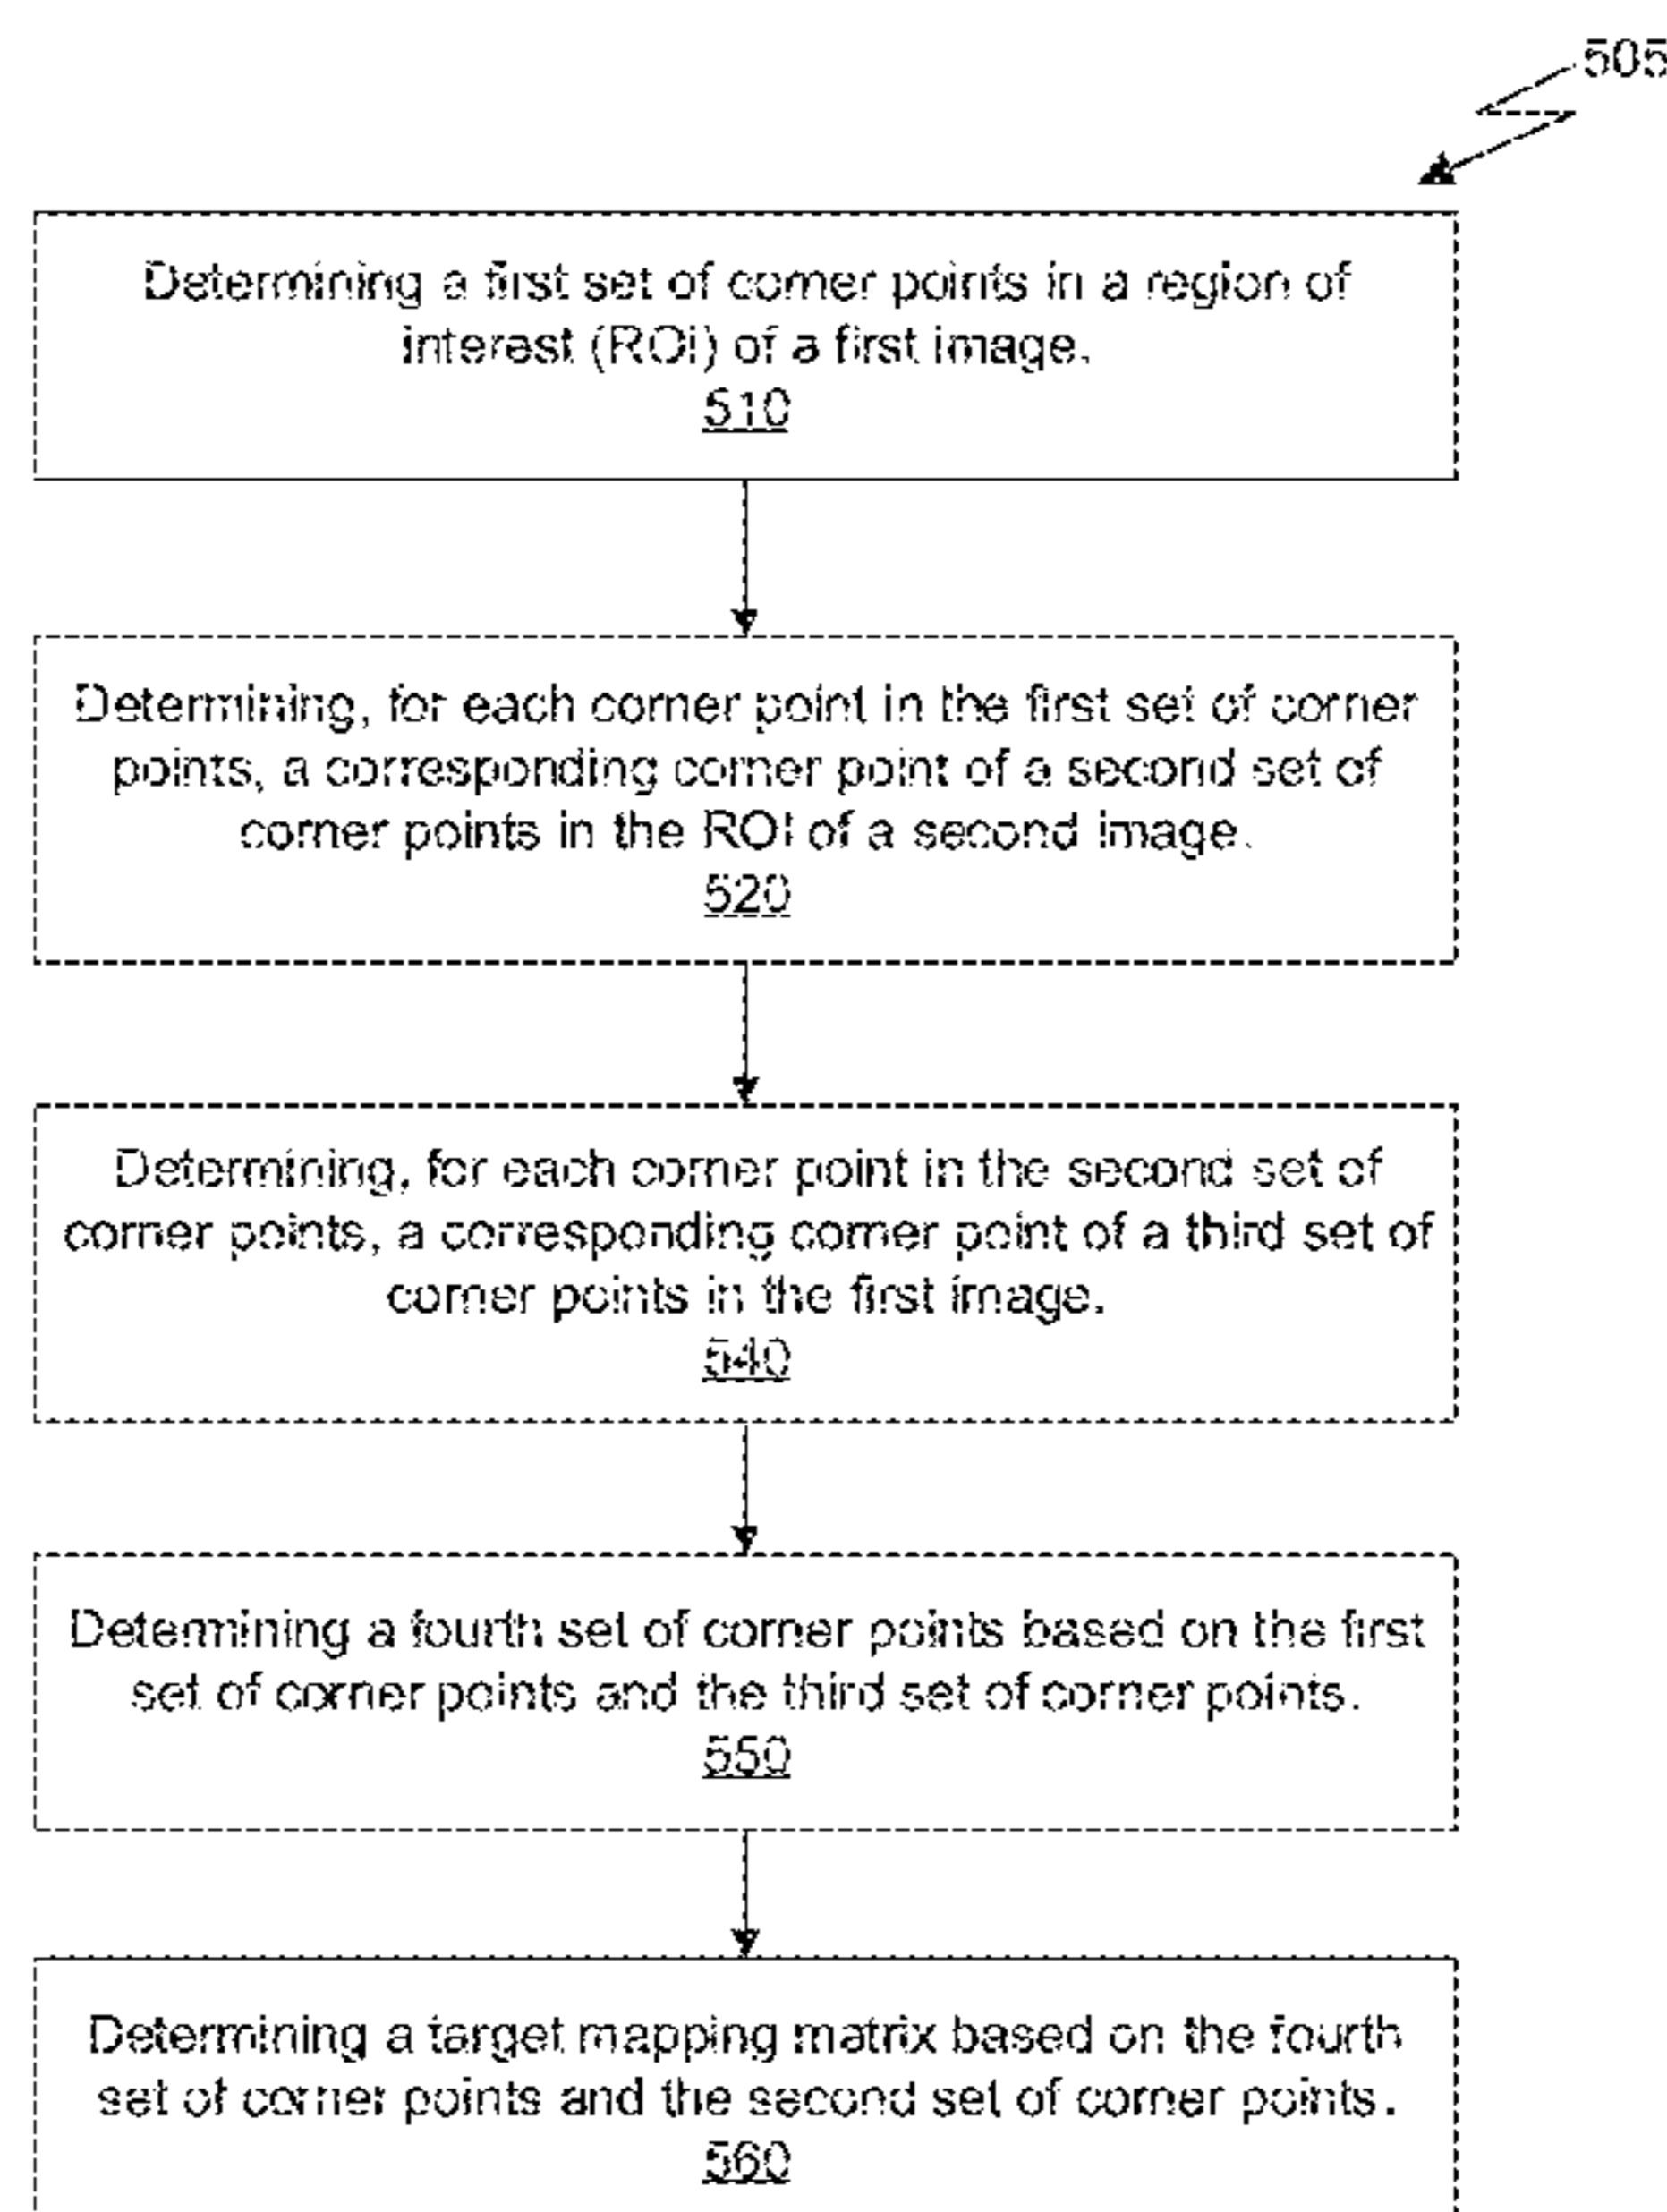 505
Determining a first set of corner points in a region of
interest (ROI) of a first image.
510
Determining, for each corner point in the first set of corner
points, a corresponding corner point of a second set of
corner points in the ROI of a second image.
520
Determining, for each corner point in the second set of
corner points, a corresponding corner point of a third set of
corner points in the first image.
540
Determining a fourth set of corner points based on the first
set of corner points and the third set of corner points.
550
Determining a target mapping matrix based on the fourth
set of corner points and the second set of corner points.
560